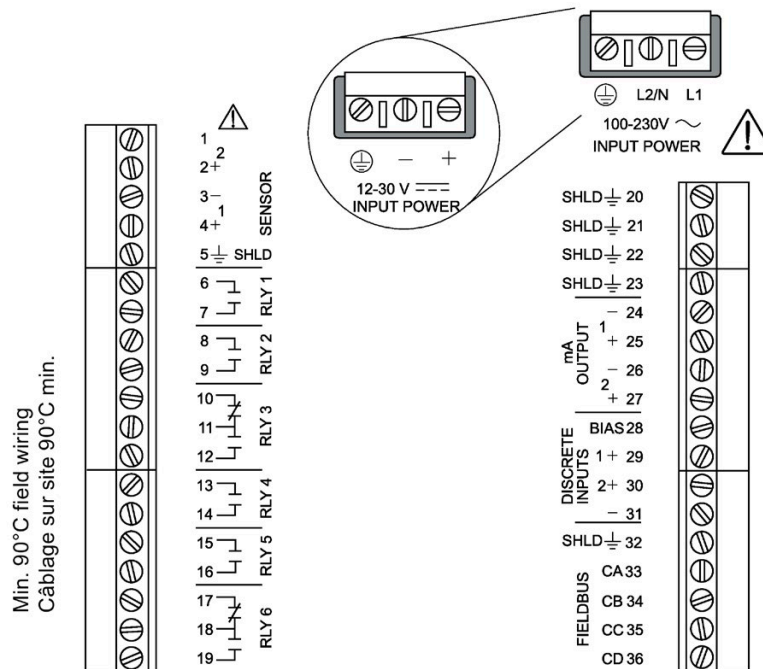 L2/N L1
100-230V
INPUT POWER
− +
12-30 V
INPUT POWER
Min. 90°C field wiring
Câblage sur site 90°C min.
1
2
2+
3−
1
4+
5 SHLD
SENSOR
6
7
RLY 1
8
9
RLY 2
10
11
12
RLY 3
13
14
RLY 4
15
16
RLY 5
17
18
19
RLY 6
SHLD 20
SHLD 21
SHLD 22
SHLD 23
− 24
1
+ 25
− 26
2
+ 27
mA
OUTPUT
BIAS 28
1 + 29
2+ 30
− 31
DISCRETE
INPUTS
SHLD 32
CA 33
CB 34
CC 35
CD 36
FIELDBUS